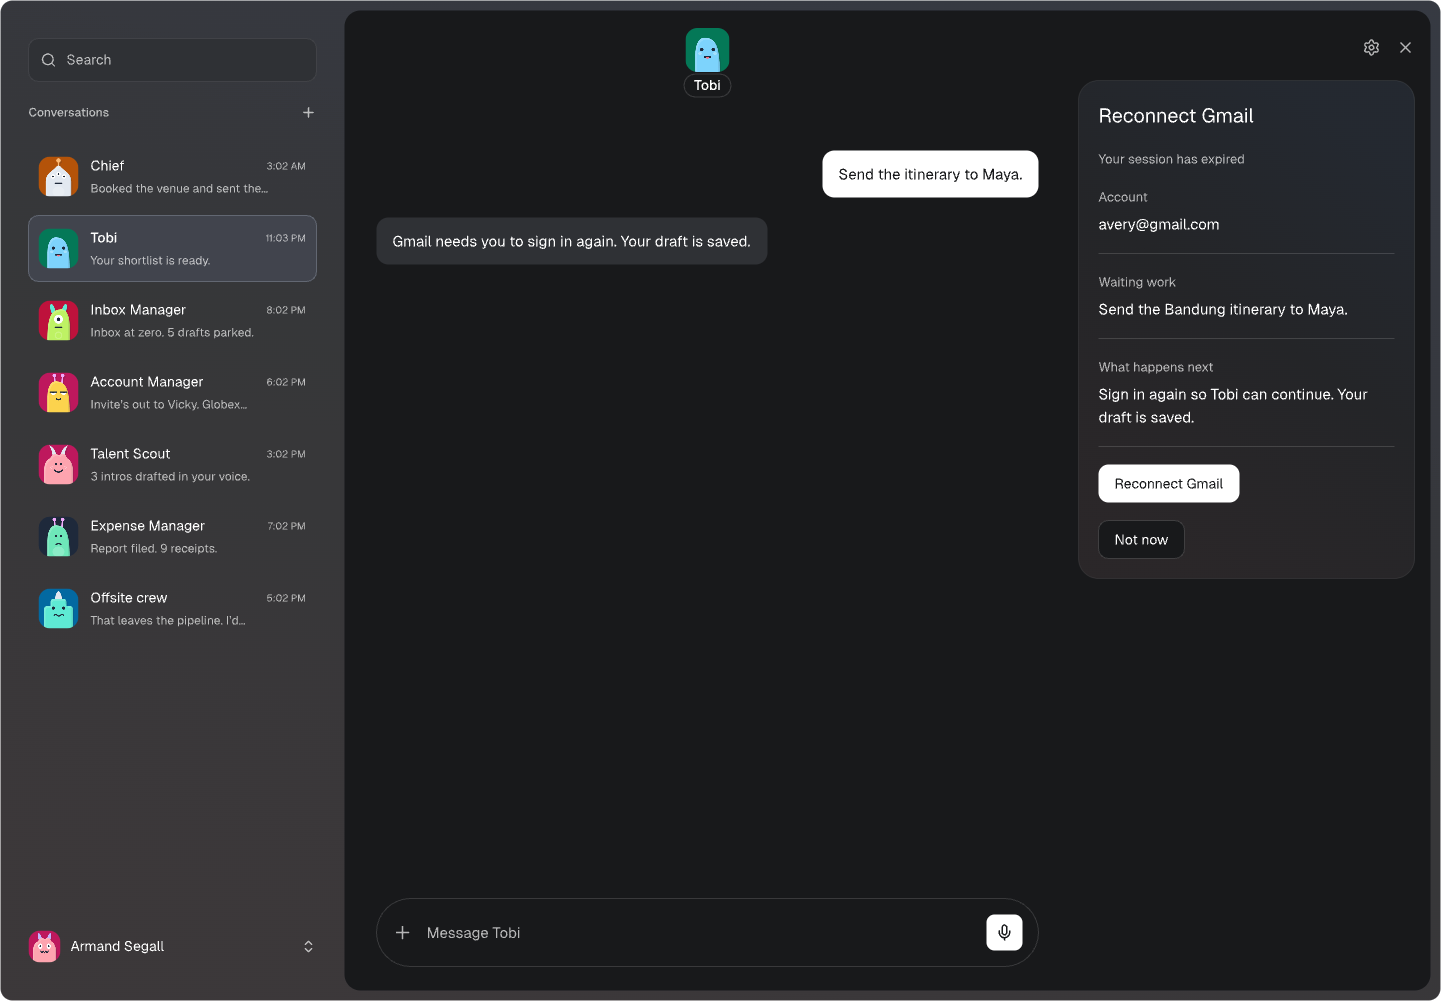 Search
Conversations
Chief
3:02 AM
Booked the venue and sent the…
Tobi
11:03 PM
Your shortlist is ready.
Inbox Manager
8:02 PM
Inbox at zero. 5 drafts parked.
Account Manager
6:02 PM
Invite's out to Vicky. Globex…
Talent Scout
3:02 PM
3 intros drafted in your voice.
Expense Manager
7:02 PM
Report filed. 9 receipts.
Offsite crew
5:02 PM
That leaves the pipeline. I'd…
Armand Segall
Tobi
Send the itinerary to Maya.
Gmail needs you to sign in again. Your draft is saved.
Message Tobi
Reconnect Gmail
Your session has expired
Account
avery@gmail.com
Waiting work
Send the Bandung itinerary to Maya.
What happens next
Sign in again so Tobi can continue. Your
draft is saved.
Reconnect Gmail
Not now